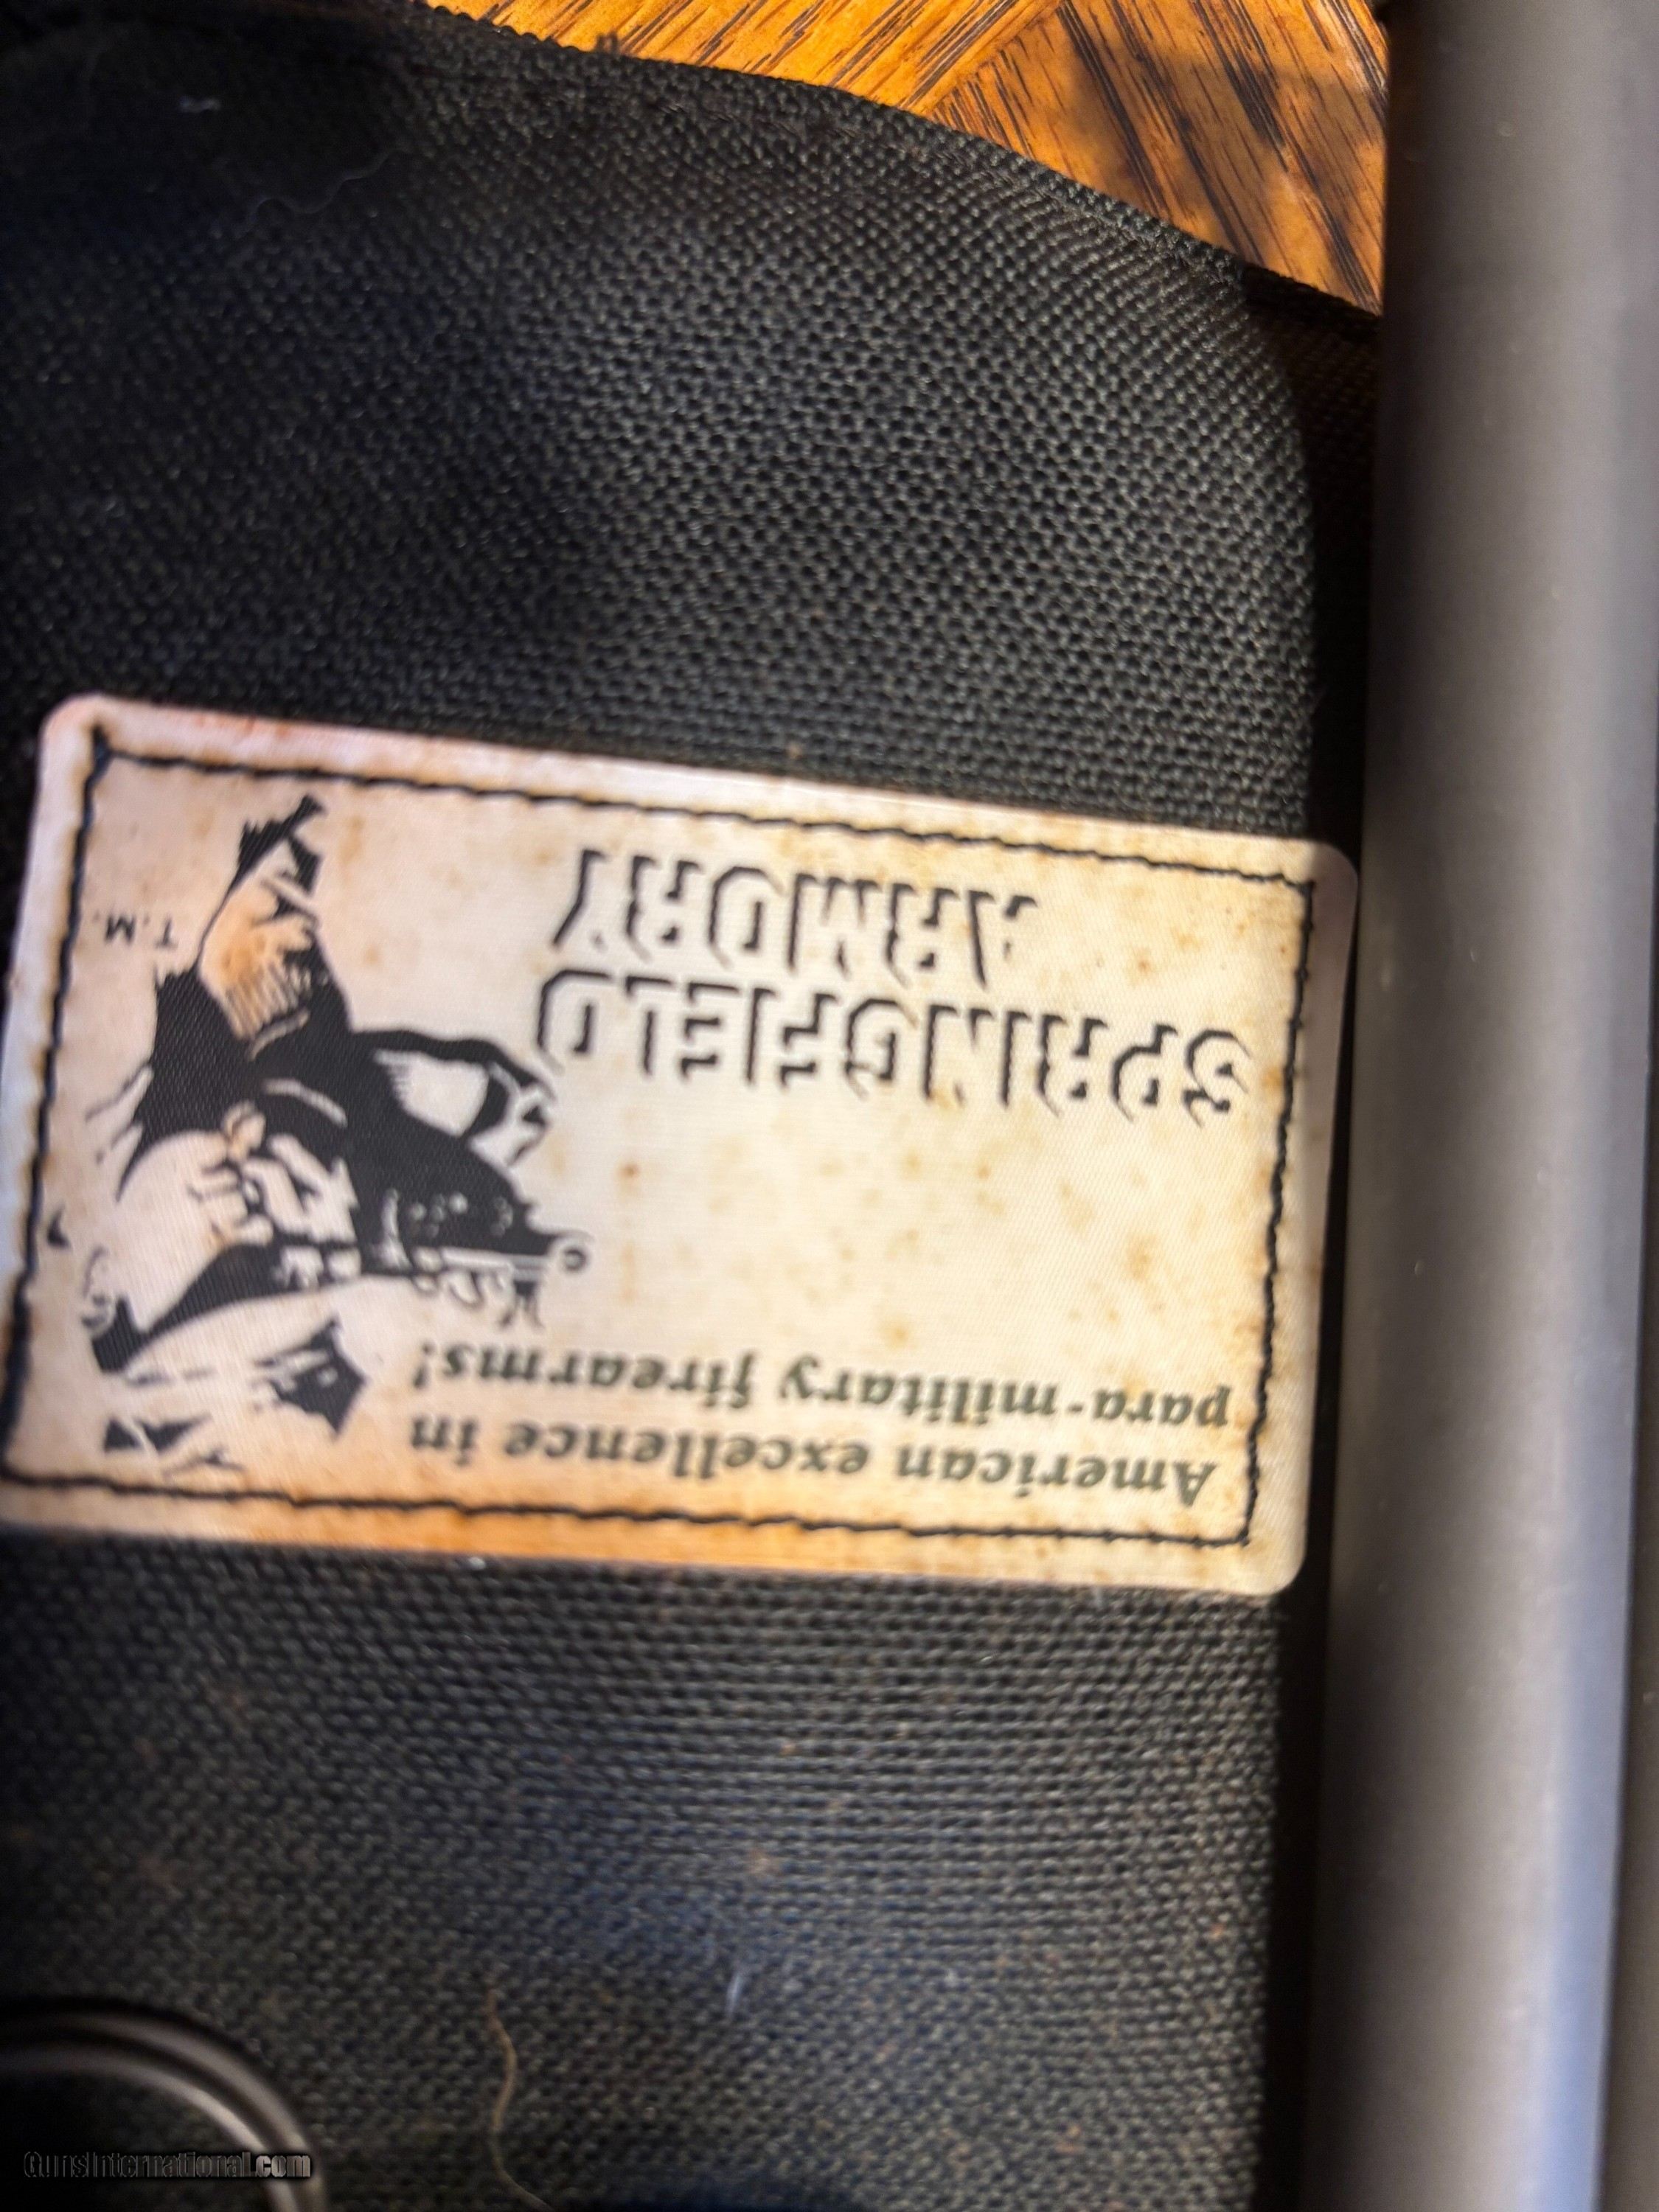 American excellence in
para-military firearms!
SPRINGFIELD
ARMORY
T.M.
GunsInternational.com